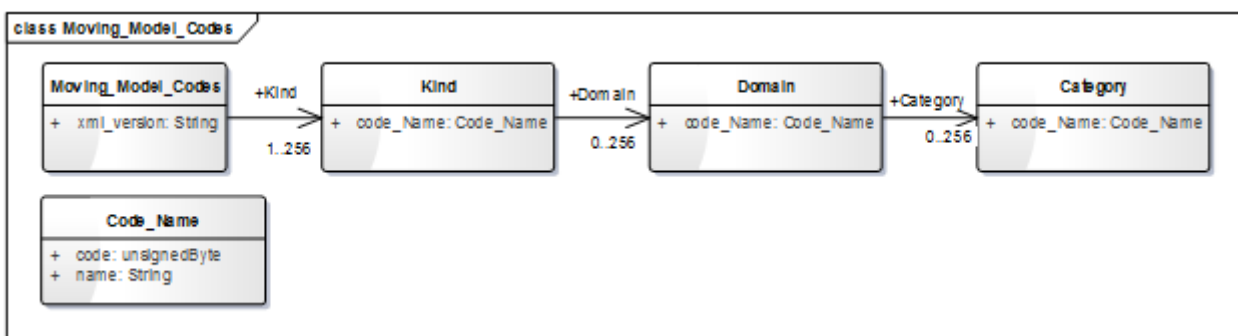 class Moving_Model_Codes
Moving_Model_Codes
+ xml_version: String
+Kind
1..256
Kind
+ code_Name: Code_Name
+Domain
0..256
Domain
+ code_Name: Code_Name
+Category
0..256
Category
+ code_Name: Code_Name
Code_Name
+ code: unsignedByte
+ name: String